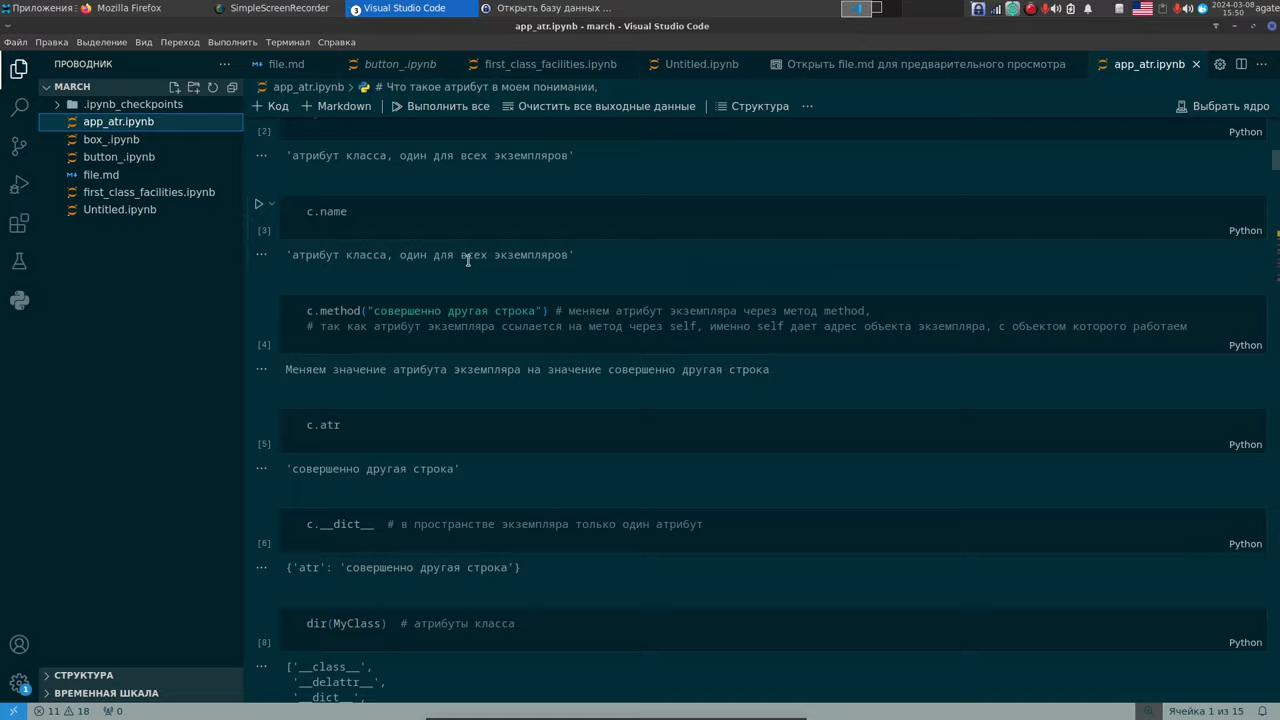 Приложения
Mozilla Firefox
SimpleScreenRecorder
3 Visual Studio Code
Открыть базу данных ...
2024-03-08
15:50
agate
app_atr.ipynb - march - Visual Studio Code
Файл Правка Выделение Вид Переход Выполнить Терминал Справка
ПРОВОДНИК ...
file.md
button_.ipynb
first_class_facilities.ipynb
Untitled.ipynb
Открыть file.md для предварительного просмотра
app_atr.ipynb
MARCH
app_atr.ipynb > # Что такое атрибут в моем понимании,
+ Код + Markdown Выполнить все Очистить все выходные данные Структура ...
Выбрать ядро
.ipynb_checkpoints
app_atr.ipynb
box_.ipynb
button_.ipynb
file.md
first_class_facilities.ipynb
Untitled.ipynb
[2] Python
'атрибут класса, один для всех экземпляров'
c.name
[3] Python
'атрибут класса, один для всех экземпляров'
c.method("совершенно другая строка") # меняем атрибут экземпляра через метод method,
# так как атрибут экземпляра ссылается на метод через self, именно self дает адрес объекта экземпляра, с объектом которого работаем
[4] Python
Меняем значение атрибута экземпляра на значение совершенно другая строка
c.atr
[5] Python
'совершенно другая строка'
c.__dict__ # в пространстве экземпляра только один атрибут
[6] Python
{'atr': 'совершенно другая строка'}
dir(MyClass) # атрибуты класса
[8] Python
['__class__',
'__delattr__',
'__dict__',
СТРУКТУРА
ВРЕМЕННАЯ ШКАЛА
1
11 18 0
Ячейка 1 из 15